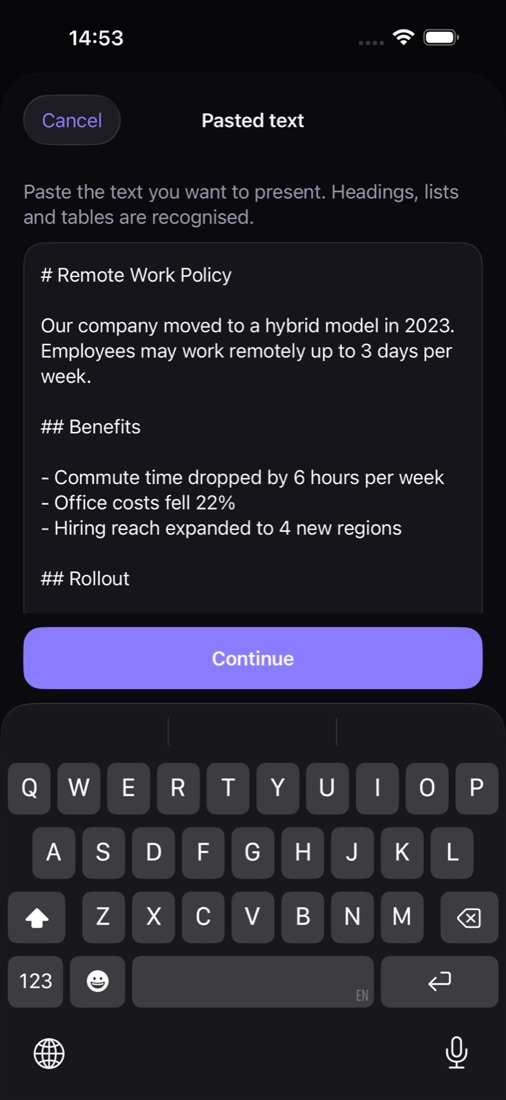 14:53
Cancel
Pasted text
Paste the text you want to present. Headings, lists
and tables are recognised.
# Remote Work Policy
Our company moved to a hybrid model in 2023.
Employees may work remotely up to 3 days per
week.
## Benefits
- Commute time dropped by 6 hours per week
- Office costs fell 22%
- Hiring reach expanded to 4 new regions
## Rollout
Continue
Q W E R T Y U I O P
A S D F G H J K L
Z X C V B N M
123
EN